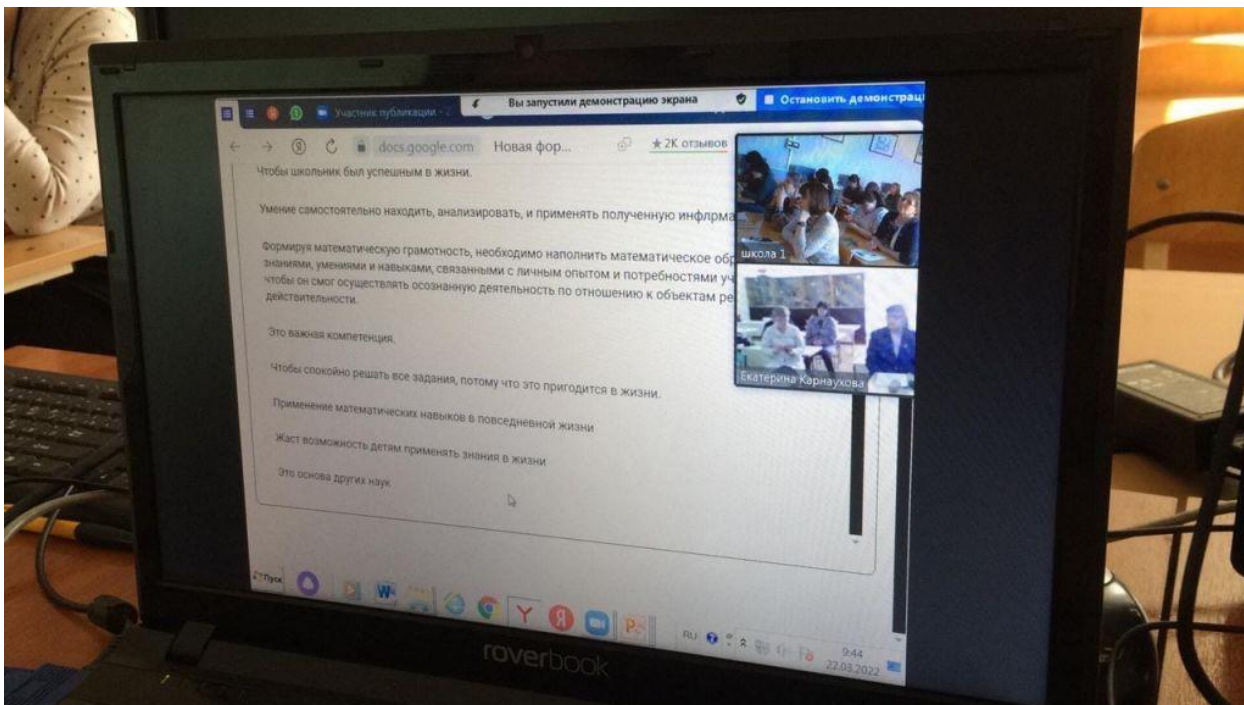 Вы запустили демонстрацию экрана
Остановить демонстрац
Участник публикации -
docs.google.com Новая фор... ★ 2K отзывов
Чтобы школьник был успешным в жизни.
Умение самостоятельно находить, анализировать, и применять полученную инфлрма
Формируя математическую грамотность, необходимо наполнить математическое обр
знаниями, умениями и навыками, связанными с личным опытом и потребностями уч
чтобы он смог осуществлять осознанную деятельность по отношению к объектам ре
действительности.
Это важная компетенция.
Чтобы спокойно решать все задания, потому что это пригодится в жизни.
Применение математических навыков в повседневной жизни
Жаст возможность детям применять знания в жизни
Это основа других наук
школа 1
Екатерина Карнаухова
Пуск
RU
9:44
22.03.2022
roverbook